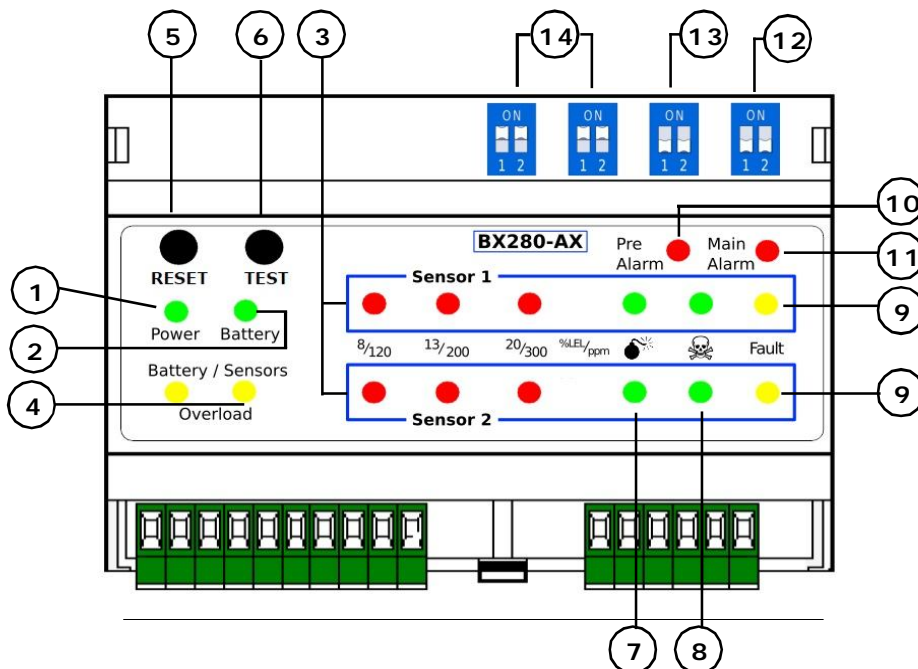 5 6 3 14 13 12
ON ON ON ON
1 2 1 2 1 2 1 2
10
BX280-AX
Pre Alarm
Main Alarm
11
RESET TEST
Sensor 1
1
9
Power Battery
2
8/120 13/200 20/300 %LEL/ppm Fault
Battery / Sensors
4
Overload
9
Sensor 2
7 8